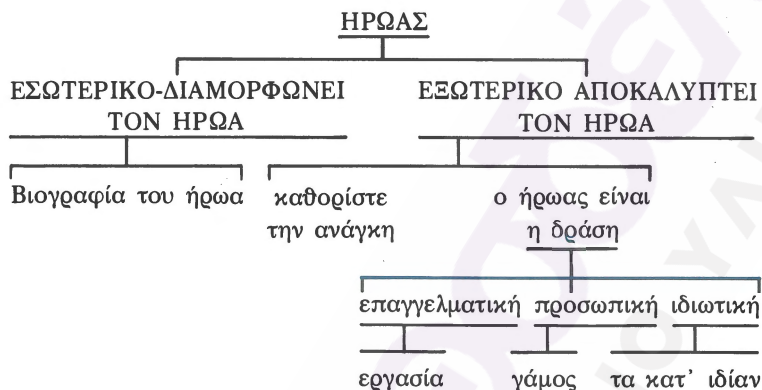 ΗΡΩΑΣ
ΕΣΩΤΕΡΙΚΟ-ΔΙΑΜΟΡΦΩΝΕΙ
ΤΟΝ ΗΡΩΑ
ΕΞΩΤΕΡΙΚΟ ΑΠΟΚΑΛΥΠΤΕΙ
ΤΟΝ ΗΡΩΑ
Βιογραφία του ήρωα
καθορίστε
την ανάγκη
ο ήρωας είναι
η δράση
επαγγελματική προσωπική ιδιωτική
εργασία γάμος τα κατ' ιδίαν